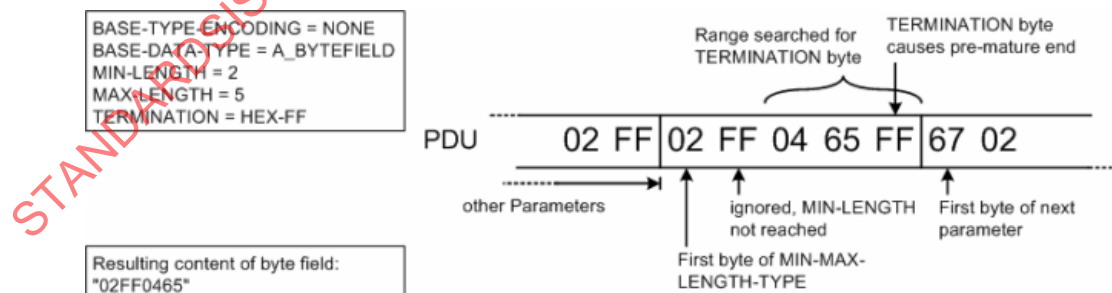 BASE-TYPE-ENCODING = NONE
BASE-DATA-TYPE = A_BYTEFIELD
MIN-LENGTH = 2
MAX-LENGTH = 5
TERMINATION = HEX-FF
Range searched for
TERMINATION byte
TERMINATION byte
causes pre-mature end
PDU
02 FF 02 FF 04 65 FF 67 02
other Parameters
ignored, MIN-LENGTH
not reached
First byte of next
parameter
First byte of MIN-MAX-
LENGTH-TYPE
Resulting content of byte field:
"02FF0465"
STANDARDSIS